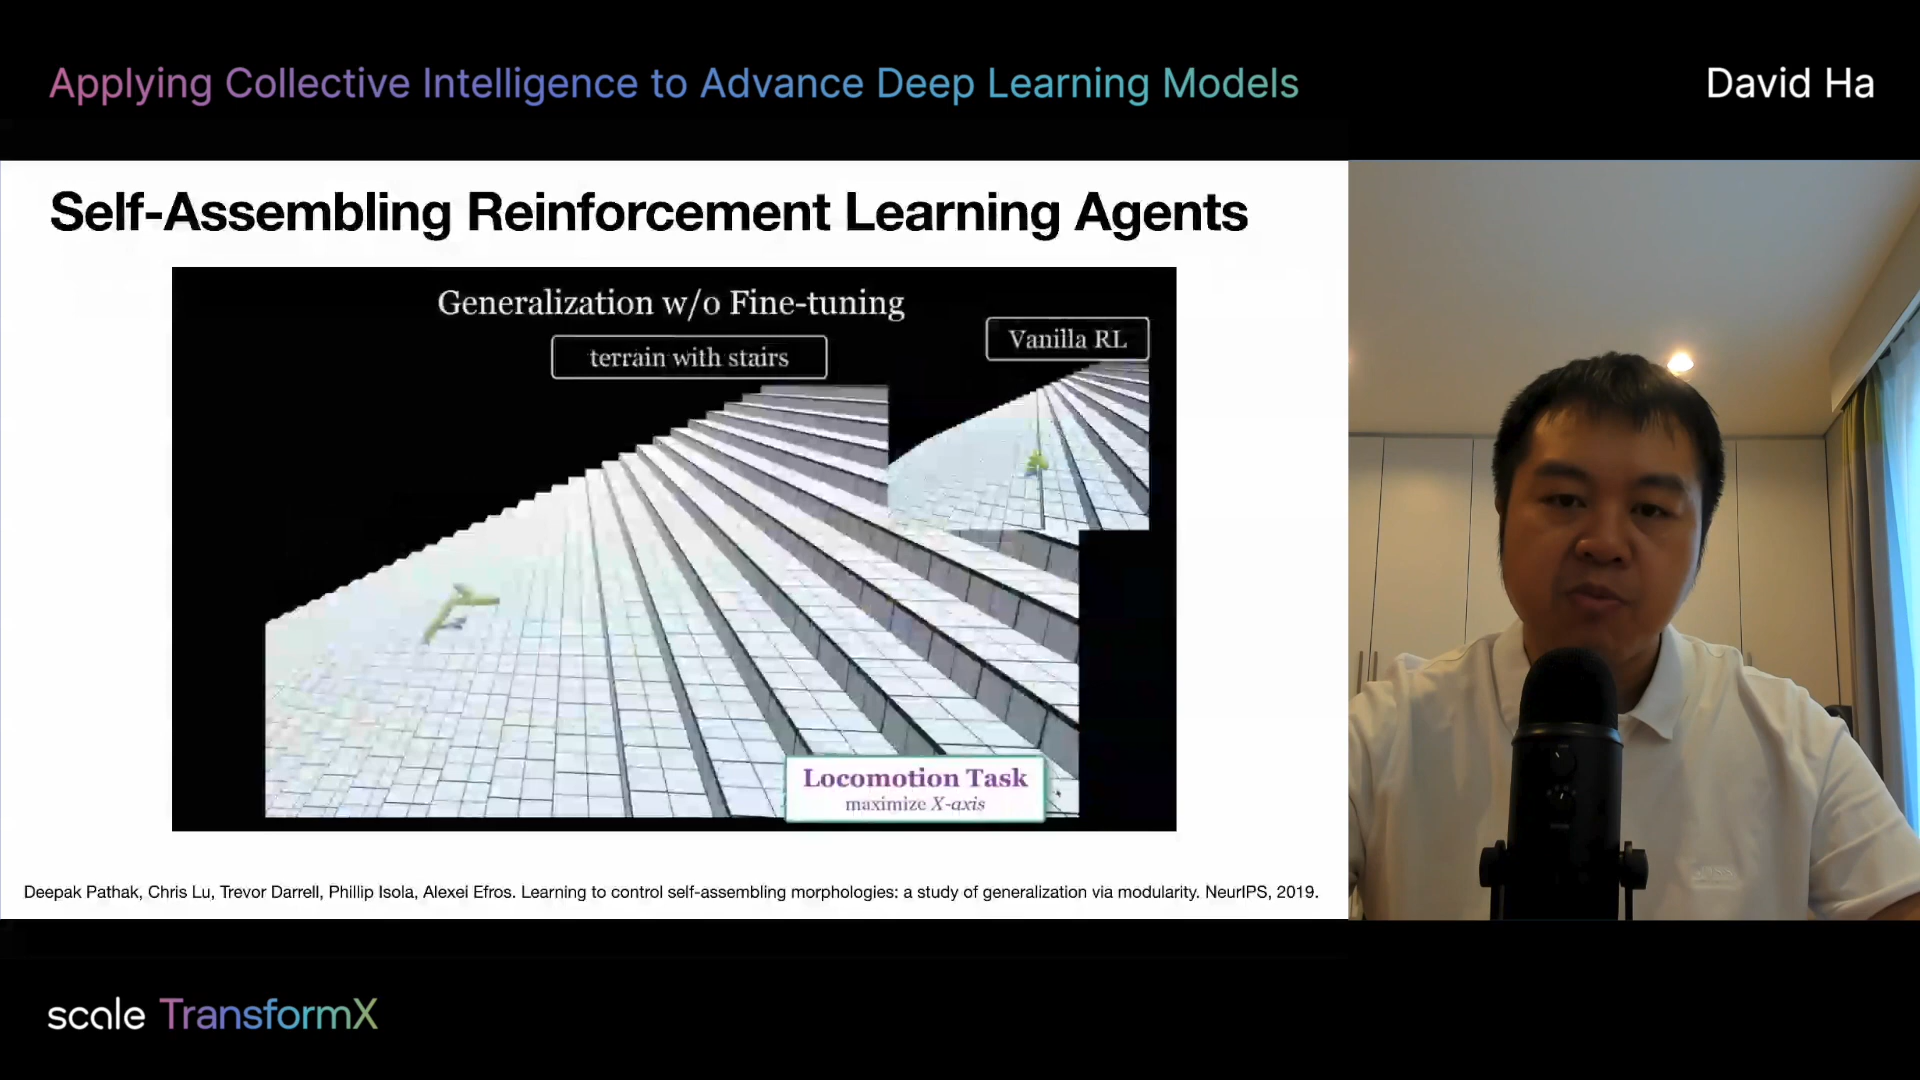 Applying Collective Intelligence to Advance Deep Learning Models
David Ha
Self-Assembling Reinforcement Learning Agents
Generalization w/o Fine-tuning
terrain with stairs
Vanilla RL
Locomotion Task
maximize X-axis
Deepak Pathak, Chris Lu, Trevor Darrell, Phillip Isola, Alexei Efros. Learning to control self-assembling morphologies: a study of generalization via modularity. NeurIPS, 2019.
scale TransformX